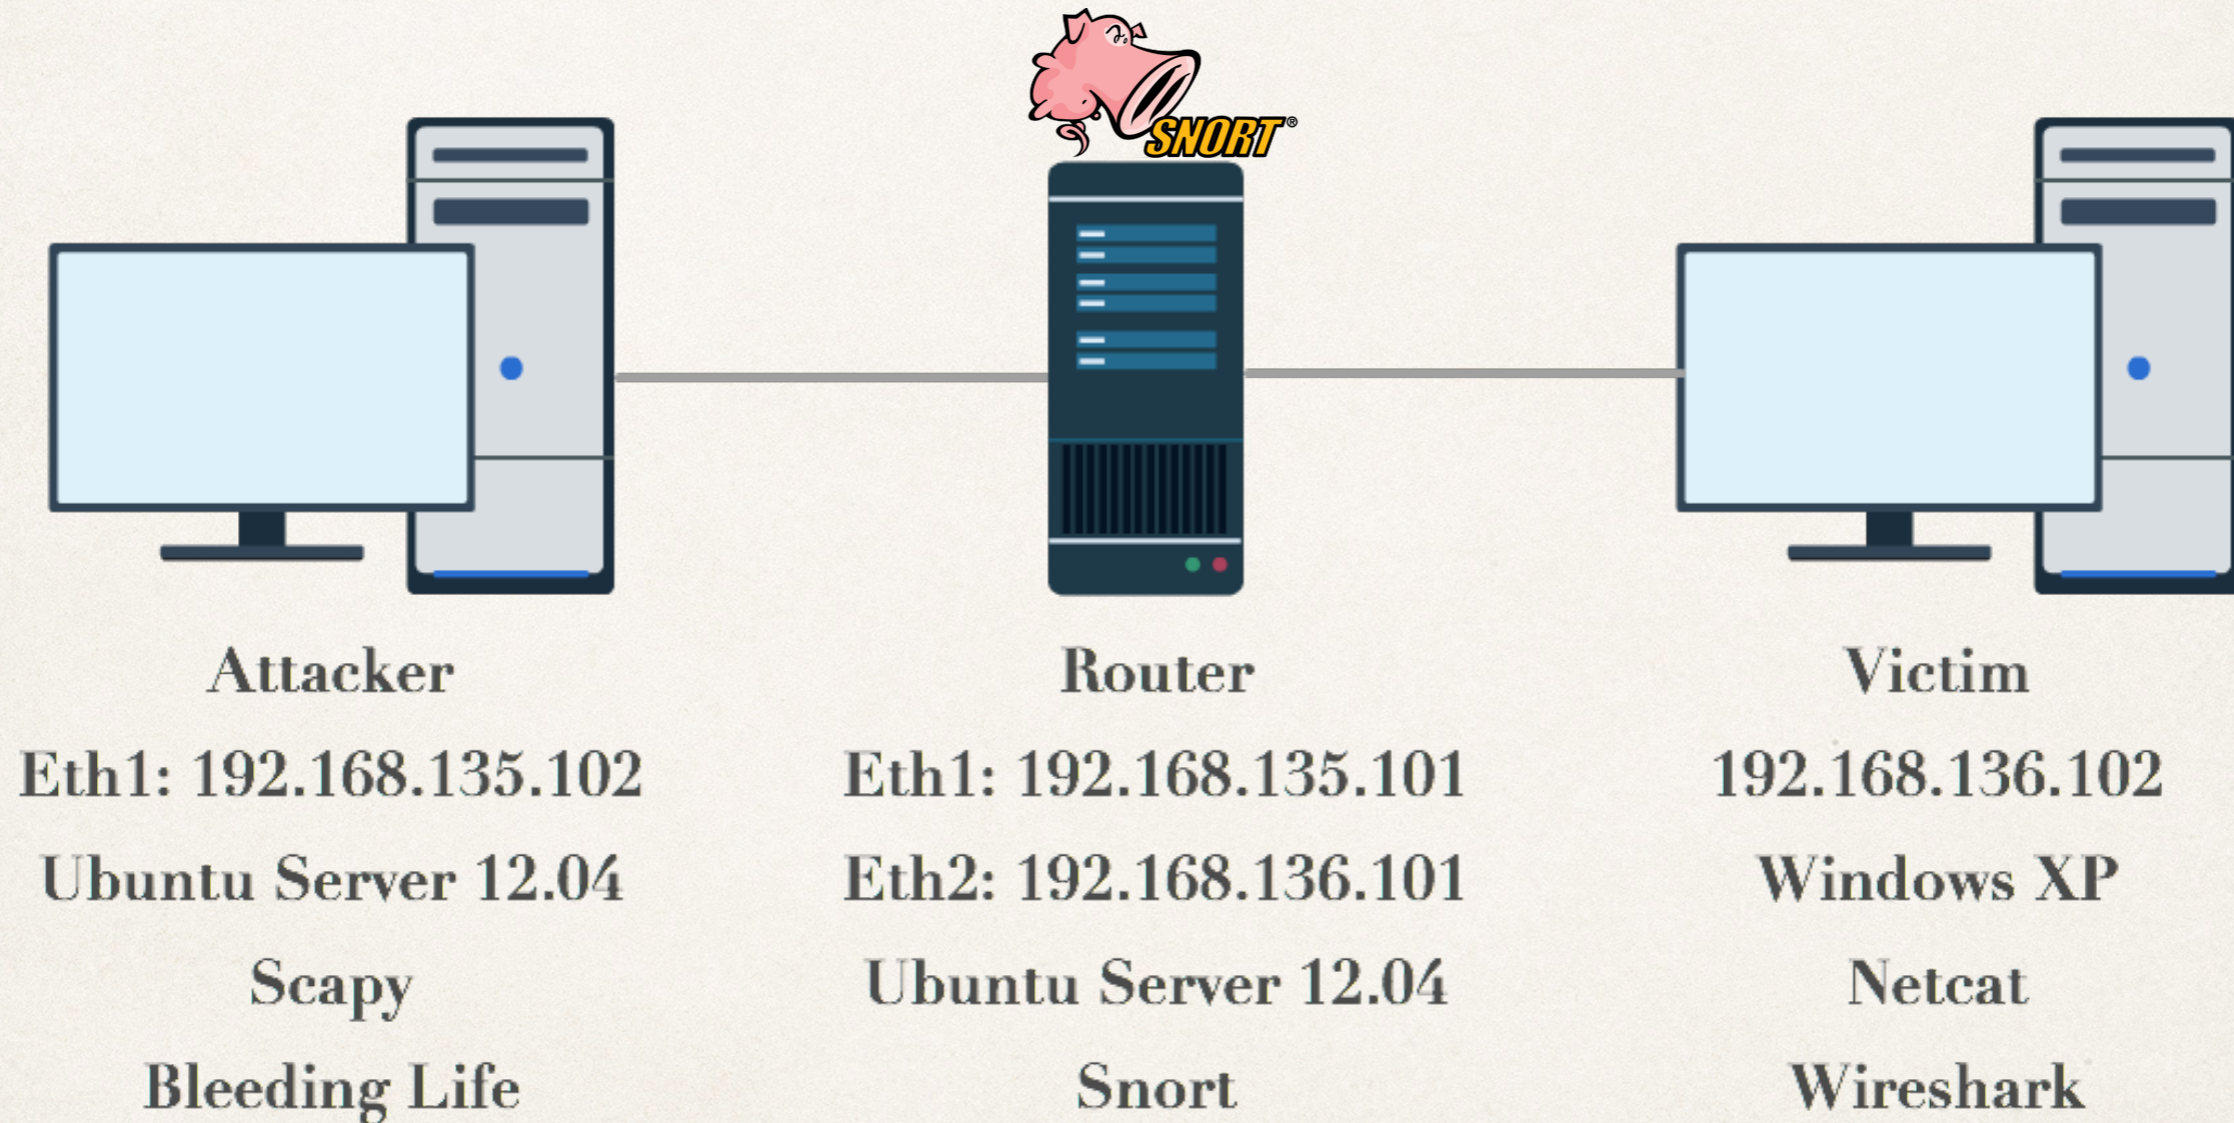 SNORT®
Attacker
Eth1: 192.168.135.102
Ubuntu Server 12.04
Scapy
Bleeding Life
Router
Eth1: 192.168.135.101
Eth2: 192.168.136.101
Ubuntu Server 12.04
Snort
Victim
192.168.136.102
Windows XP
Netcat
Wireshark